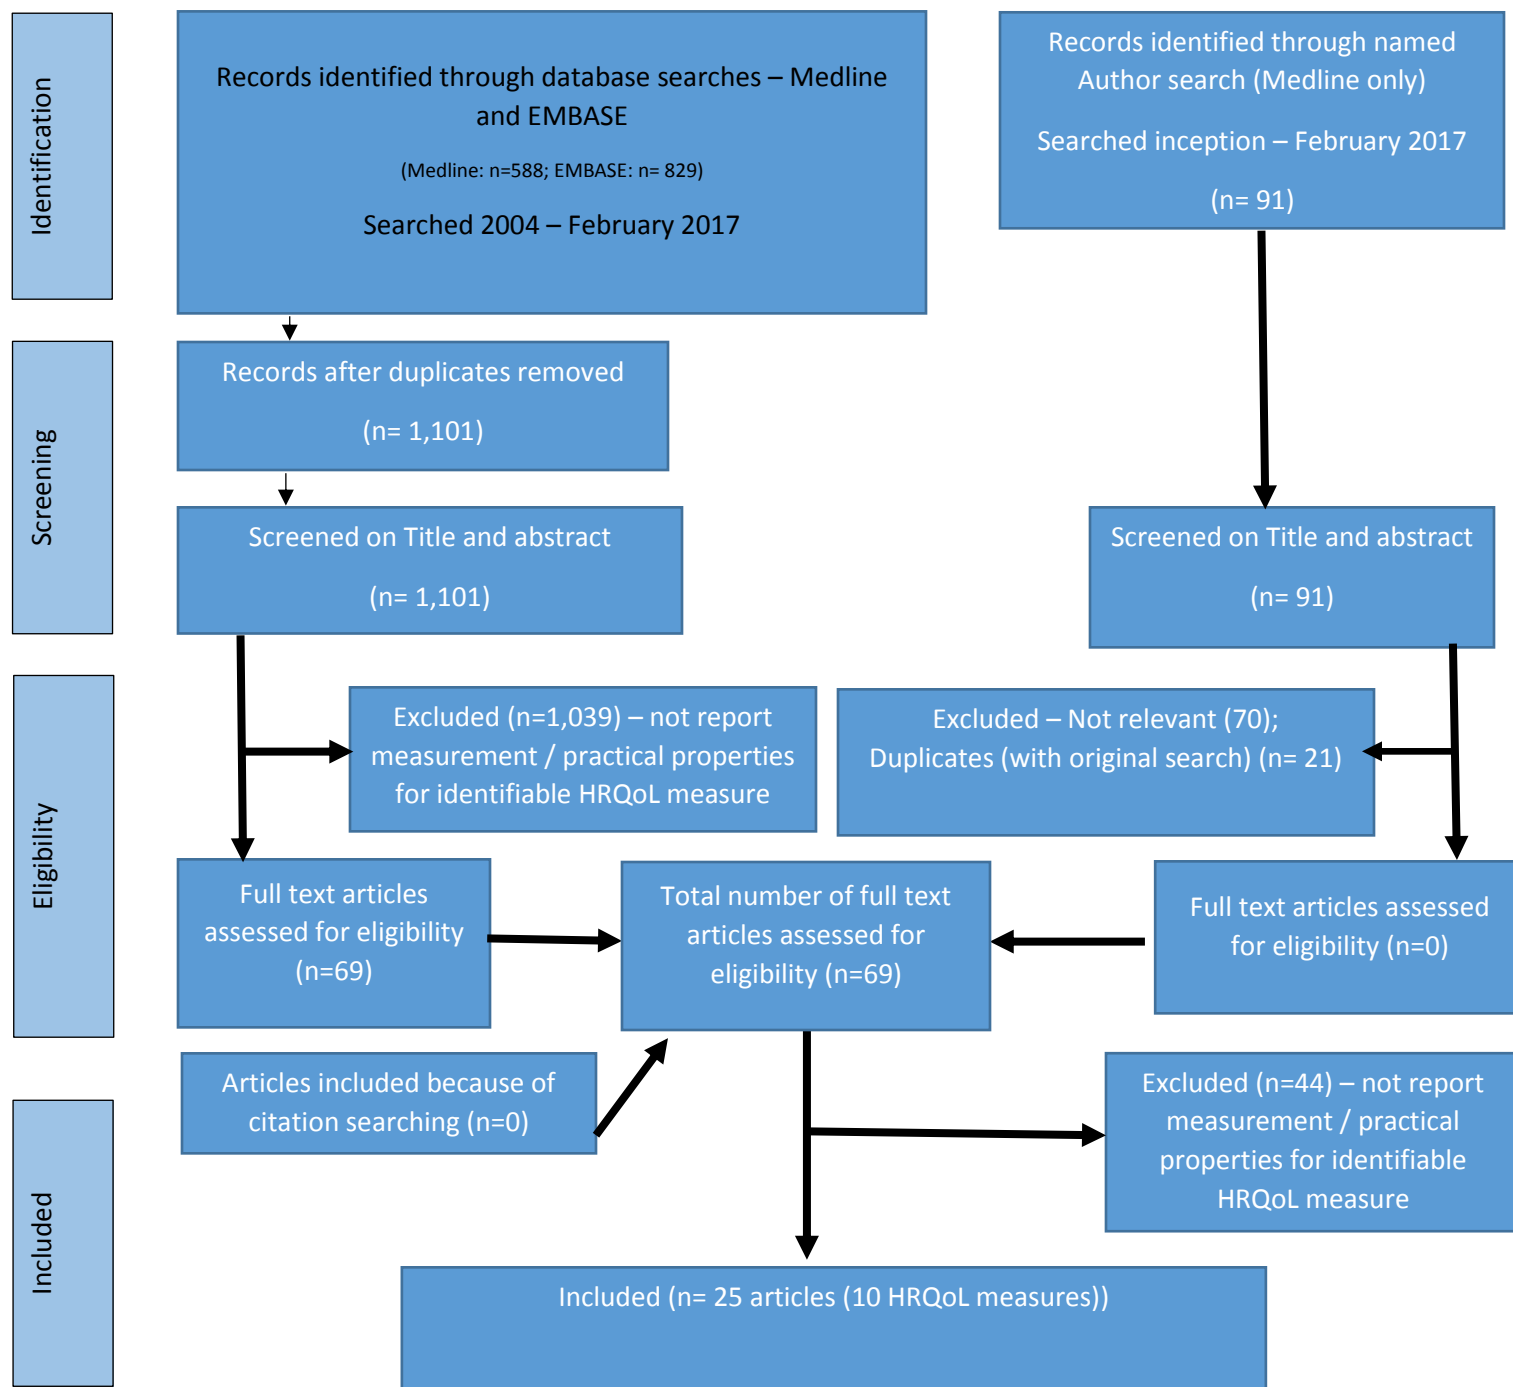 Identification
Records identified through database searches – Medline
and EMBASE
(Medline: n=588; EMBASE: n= 829)
Searched 2004 – February 2017
Records identified through named
Author search (Medline only)
Searched inception – February 2017
(n= 91)
Screening
Records after duplicates removed
(n= 1,101)
Screened on Title and abstract
(n= 1,101)
Screened on Title and abstract
(n= 91)
Eligibility
Excluded (n=1,039) – not report
measurement / practical properties
for identifiable HRQoL measure
Excluded – Not relevant (70);
Duplicates (with original search) (n= 21)
Full text articles
assessed for eligibility
(n=69)
Total number of full text
articles assessed for
eligibility (n=69)
Full text articles assessed
for eligibility (n=0)
Articles included because of
citation searching (n=0)
Excluded (n=44) – not report
measurement / practical
properties for identifiable
HRQoL measure
Included
Included (n= 25 articles (10 HRQoL measures))